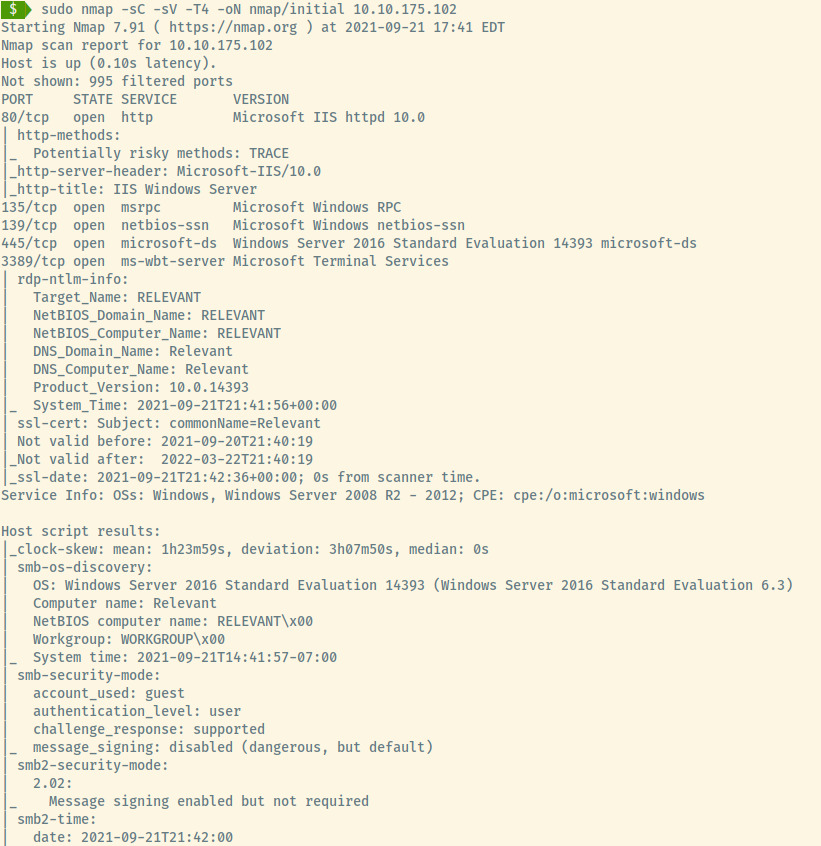 $ sudo nmap -sC -sV -T4 -oN nmap/initial 10.10.175.102
Starting Nmap 7.91 ( https://nmap.org ) at 2021-09-21 17:41 EDT
Nmap scan report for 10.10.175.102
Host is up (0.10s latency).
Not shown: 995 filtered ports
PORT     STATE SERVICE       VERSION
80/tcp   open  http          Microsoft IIS httpd 10.0
| http-methods:
|_  Potentially risky methods: TRACE
|_http-server-header: Microsoft-IIS/10.0
|_http-title: IIS Windows Server
135/tcp  open  msrpc         Microsoft Windows RPC
139/tcp  open  netbios-ssn   Microsoft Windows netbios-ssn
445/tcp  open  microsoft-ds  Windows Server 2016 Standard Evaluation 14393 microsoft-ds
3389/tcp open  ms-wbt-server Microsoft Terminal Services
| rdp-ntlm-info:
|   Target_Name: RELEVANT
|   NetBIOS_Domain_Name: RELEVANT
|   NetBIOS_Computer_Name: RELEVANT
|   DNS_Domain_Name: Relevant
|   DNS_Computer_Name: Relevant
|   Product_Version: 10.0.14393
|_  System_Time: 2021-09-21T21:41:56+00:00
| ssl-cert: Subject: commonName=Relevant
| Not valid before: 2021-09-20T21:40:19
|_Not valid after:  2022-03-22T21:40:19
|_ssl-date: 2021-09-21T21:42:36+00:00; 0s from scanner time.
Service Info: OSs: Windows, Windows Server 2008 R2 - 2012; CPE: cpe:/o:microsoft:windows

Host script results:
|_clock-skew: mean: 1h23m59s, deviation: 3h07m50s, median: 0s
| smb-os-discovery:
|   OS: Windows Server 2016 Standard Evaluation 14393 (Windows Server 2016 Standard Evaluation 6.3)
|   Computer name: Relevant
|   NetBIOS computer name: RELEVANT\x00
|   Workgroup: WORKGROUP\x00
|_  System time: 2021-09-21T14:41:57-07:00
| smb-security-mode:
|   account_used: guest
|   authentication_level: user
|   challenge_response: supported
|_  message_signing: disabled (dangerous, but default)
| smb2-security-mode:
|   2.02:
|_    Message signing enabled but not required
| smb2-time:
|   date: 2021-09-21T21:42:00